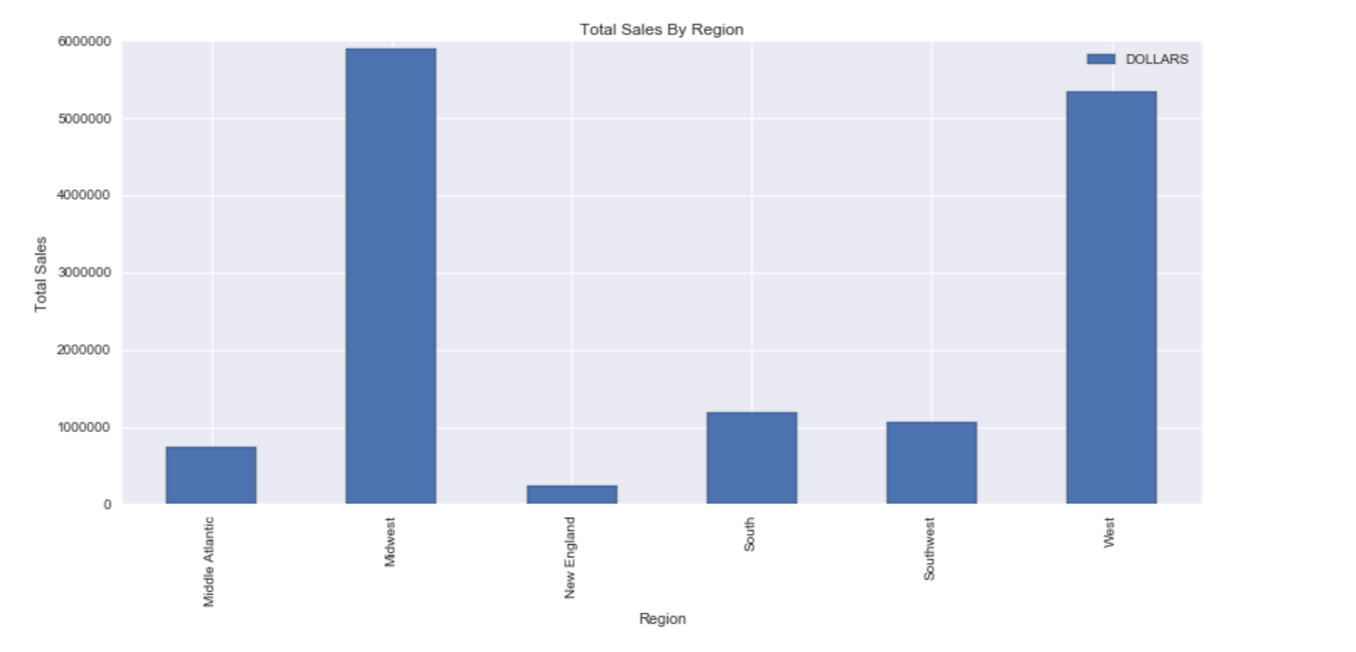 Total Sales By Region
DOLLARS
Total Sales
6000000
5000000
4000000
3000000
2000000
1000000
0
Middle Atlantic
Midwest
New England
South
Southwest
West
Region